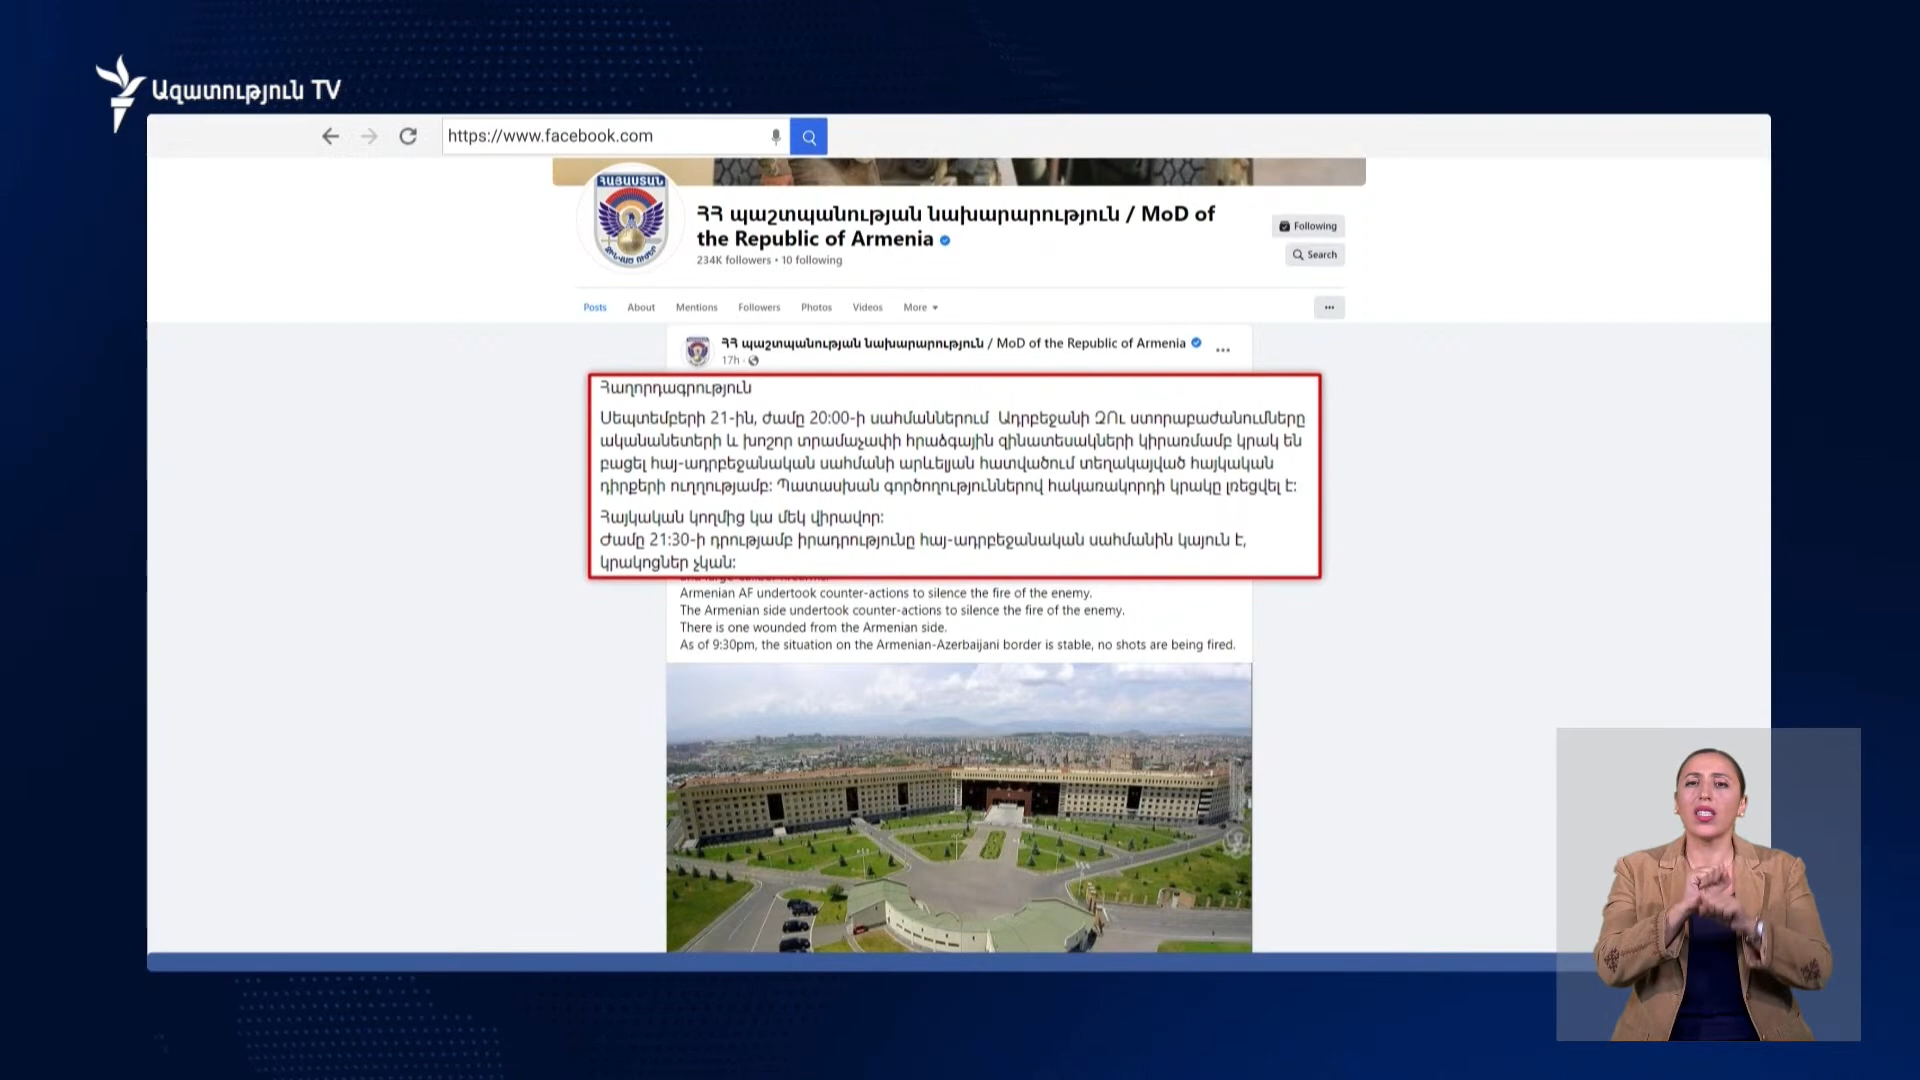 Ազատություն TV
https://www.facebook.com
ՀԱՅԱՍՏԱՆ
ԶԻՆՎԱԾ ՈՒԺԵՐ
ՀՀ պաշտպանության նախարարություն / MoD of
the Republic of Armenia
234K followers • 10 following
Following
Search
Posts About Mentions Followers Photos Videos More
ՀՀ պաշտպանության նախարարություն / MoD of the Republic of Armenia
17h
Հաղորդագրություն
Սեպտեմբերի 21-ին, ժամը 20:00-ի սահմաններում Ադրբեջանի ԶՈւ ստորաբաժանումները
ականանետերի և խոշոր տրամաչափի հրաձգային զինատեսակների կիրառմամբ կրակ են
բացել հայ-ադրբեջանական սահմանի արևելյան հատվածում տեղակայված հայկական
դիրքերի ուղղությամբ: Պատասխան գործողություններով հակառակորդի կրակը լռեցվել է:
Հայկական կողմից կա մեկ վիրավոր:
Ժամը 21:30-ի դրությամբ իրադրությունը հայ-ադրբեջանական սահմանին կայուն է,
կրակոցներ չկան:
Armenian AF undertook counter-actions to silence the fire of the enemy.
The Armenian side undertook counter-actions to silence the fire of the enemy.
There is one wounded from the Armenian side.
As of 9:30pm, the situation on the Armenian-Azerbaijani border is stable, no shots are being fired.